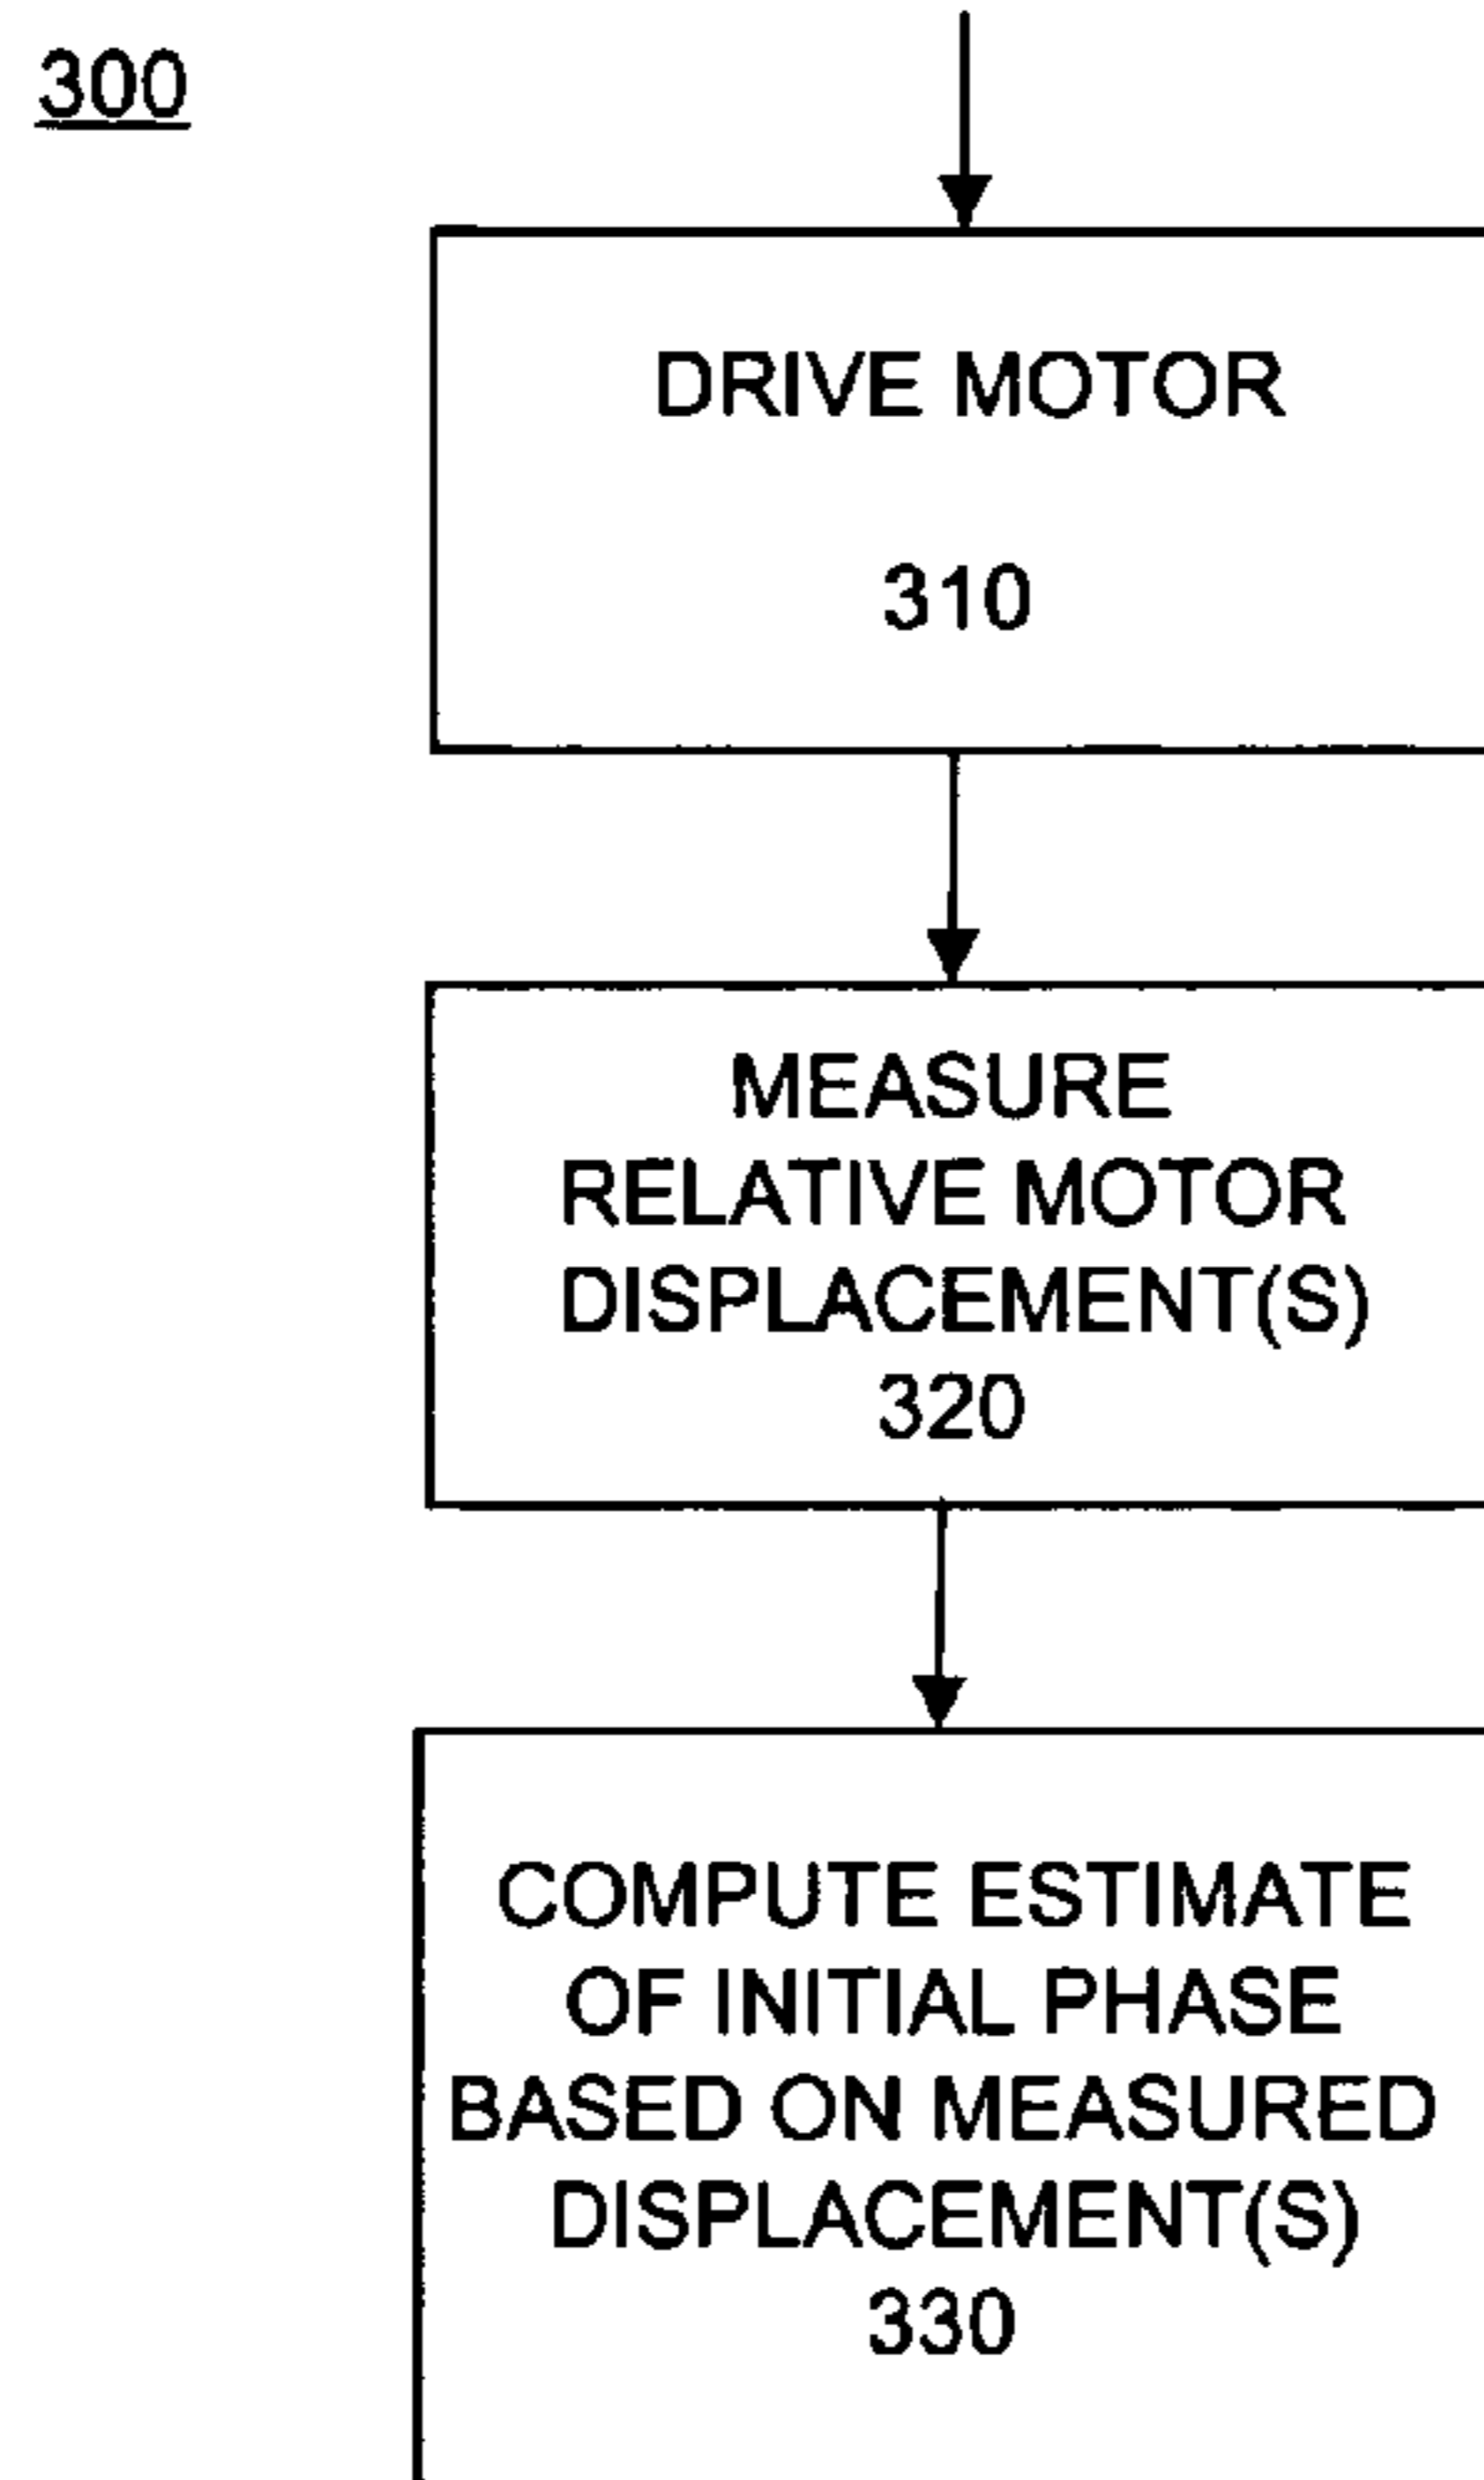 300
DRIVE MOTOR
310
MEASURE
RELATIVE MOTOR
DISPLACEMENT(S)
320
COMPUTE ESTIMATE
OF INITIAL PHASE
BASED ON MEASURED
DISPLACEMENT(S)
330